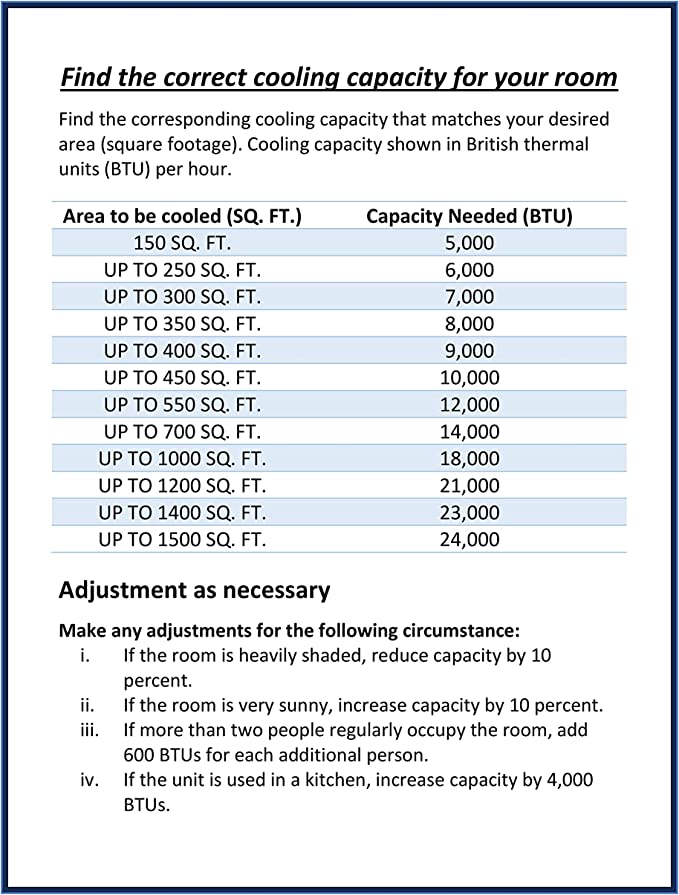 Find the correct cooling capacity for your room
Find the corresponding cooling capacity that matches your desired
area (square footage). Cooling capacity shown in British thermal
units (BTU) per hour.
Area to be cooled (SQ. FT.) Capacity Needed (BTU)
150 SQ. FT. 5,000
UP TO 250 SQ. FT. 6,000
UP TO 300 SQ. FT. 7,000
UP TO 350 SQ. FT. 8,000
UP TO 400 SQ. FT. 9,000
UP TO 450 SQ. FT. 10,000
UP TO 550 SQ. FT. 12,000
UP TO 700 SQ. FT. 14,000
UP TO 1000 SQ. FT. 18,000
UP TO 1200 SQ. FT. 21,000
UP TO 1400 SQ. FT. 23,000
UP TO 1500 SQ. FT. 24,000
Adjustment as necessary
Make any adjustments for the following circumstance:
i. If the room is heavily shaded, reduce capacity by 10
percent.
ii. If the room is very sunny, increase capacity by 10 percent.
iii. If more than two people regularly occupy the room, add
600 BTUs for each additional person.
iv. If the unit is used in a kitchen, increase capacity by 4,000
BTUs.